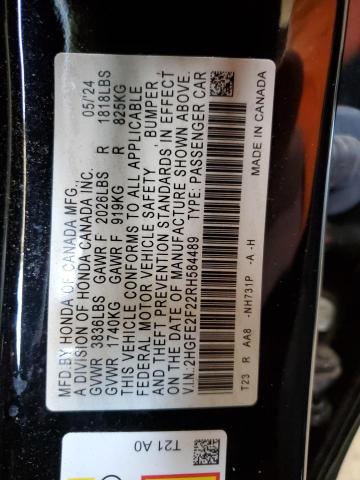 MFD.BY HONDA OF CANADA MFG., 05/'24
A DIVISION OF HONDA CANADA INC.
GVWR 3836LBS GAWR F 2026LBS R 1818LBS
GVWR 1740KG GAWR F 919KG R 825KG
THIS VEHICLE CONFORMS TO ALL APPLICABLE
FEDERAL MOTOR VEHICLE SAFETY, BUMPER,
AND THEFT PREVENTION STANDARDS IN EFFECT
ON THE DATE OF MANUFACTURE SHOWN ABOVE.
V.I.N.:2HGFE2F22RH584489 TYPE: PASSENGER CAR
T23 R AA8 -NH731P -A -H MADE IN CANADA
T21 A0